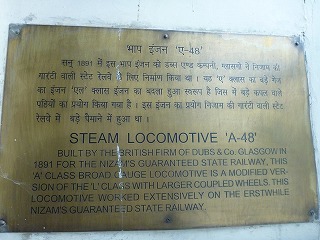 भाप इंजन 'ए-48'
सन् 1891 में इस भाप इंजन को डब्स एण्ड कम्पनी, ग्लासगो ने निजाम की
गारंटी वाली स्टेट रेलवे के लिए निर्माण किया था । यह 'ए' क्लास का बड़े गेज
का इंजन 'एल' क्लास इंजन का बदला हुआ स्वरूप है जिस में बड़े कपल वाले
पहियों का प्रयोग किया गया है । इस इंजन का प्रयोग निजाम की गारंटी वाली स्टेट
रेलवे में बड़े पैमाने में हुआ था ।
STEAM LOCOMOTIVE 'A-48'
BUILT BY THE BRITISH FIRM OF DUBS & Co. GLASGOW IN
1891 FOR THE NIZAM'S GUARANTEED STATE RAILWAY, THIS
'A' CLASS BROAD GAUGE LOCOMOTIVE IS A MODIFIED VER-
SION OF THE 'L' CLASS WITH LARGER COUPLED WHEELS. THIS
LOCOMOTIVE WORKED EXTENSIVELY ON THE ERSTWHILE
NIZAM'S GUARANTEED STATE RAILWAY.